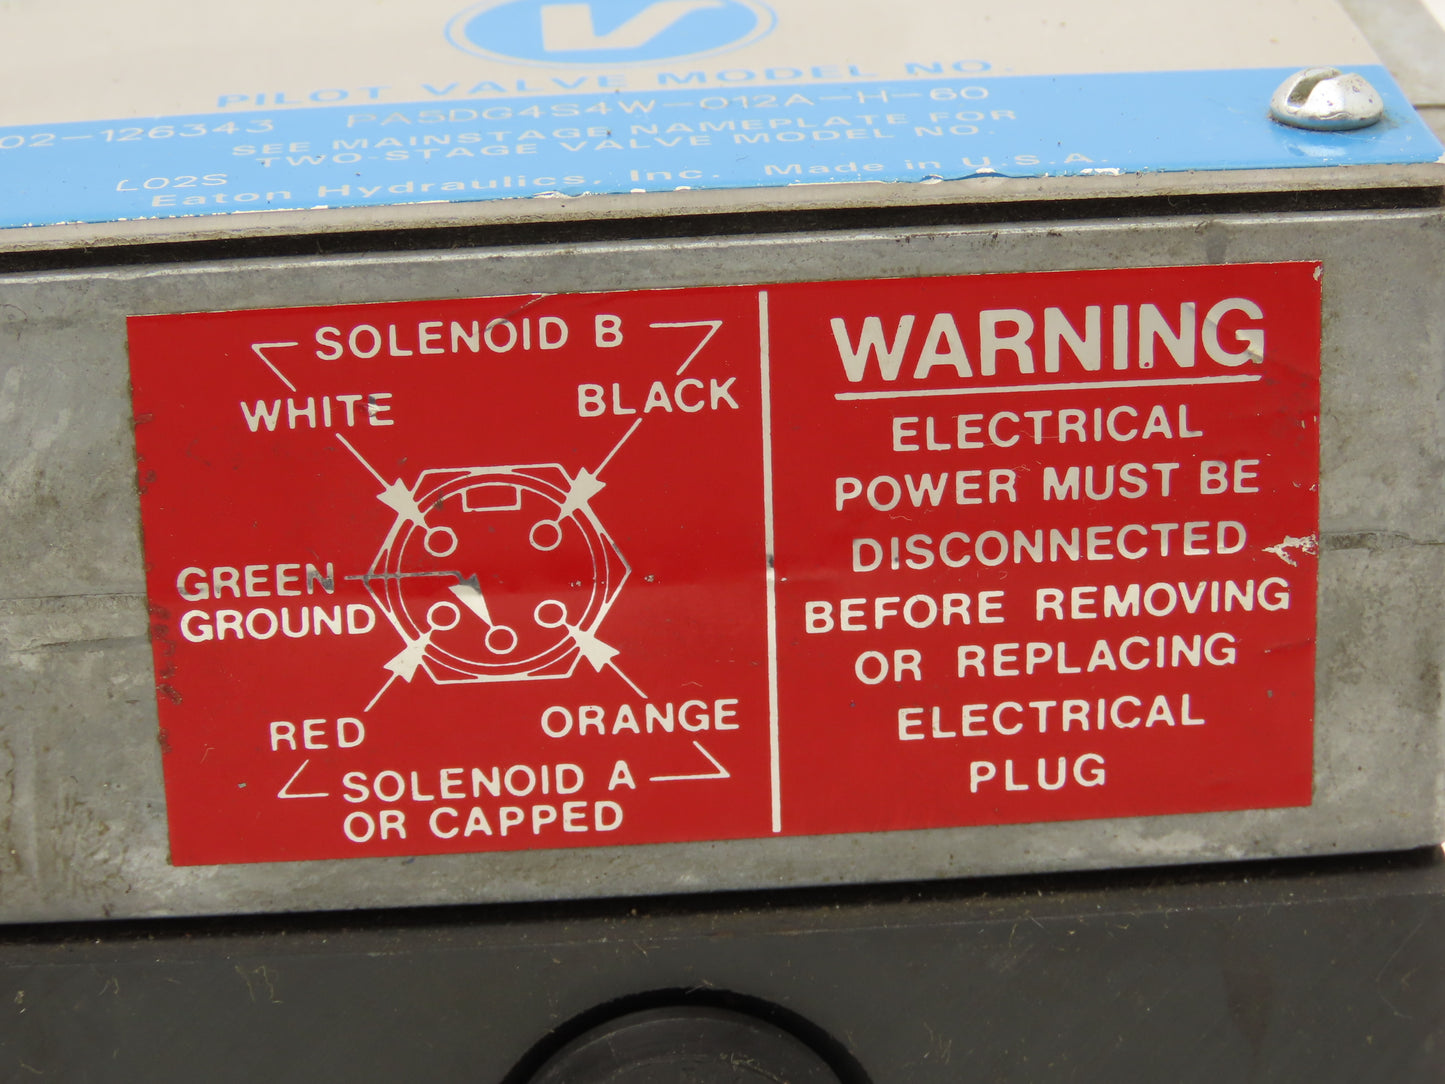 PILOT VALVE MODEL NO.
02-126343 PA5DG4S4W-012A-H-60
SEE MAINSTAGE NAMEPLATE FOR
TWO-STAGE VALVE MODEL NO.
L02S
Eaton Hydraulics, Inc. Made in U.S.A.
SOLENOID B
WHITE
BLACK
GREEN
GROUND
RED
ORANGE
SOLENOID A
OR CAPPED
WARNING
ELECTRICAL
POWER MUST BE
DISCONNECTED
BEFORE REMOVING
OR REPLACING
ELECTRICAL
PLUG